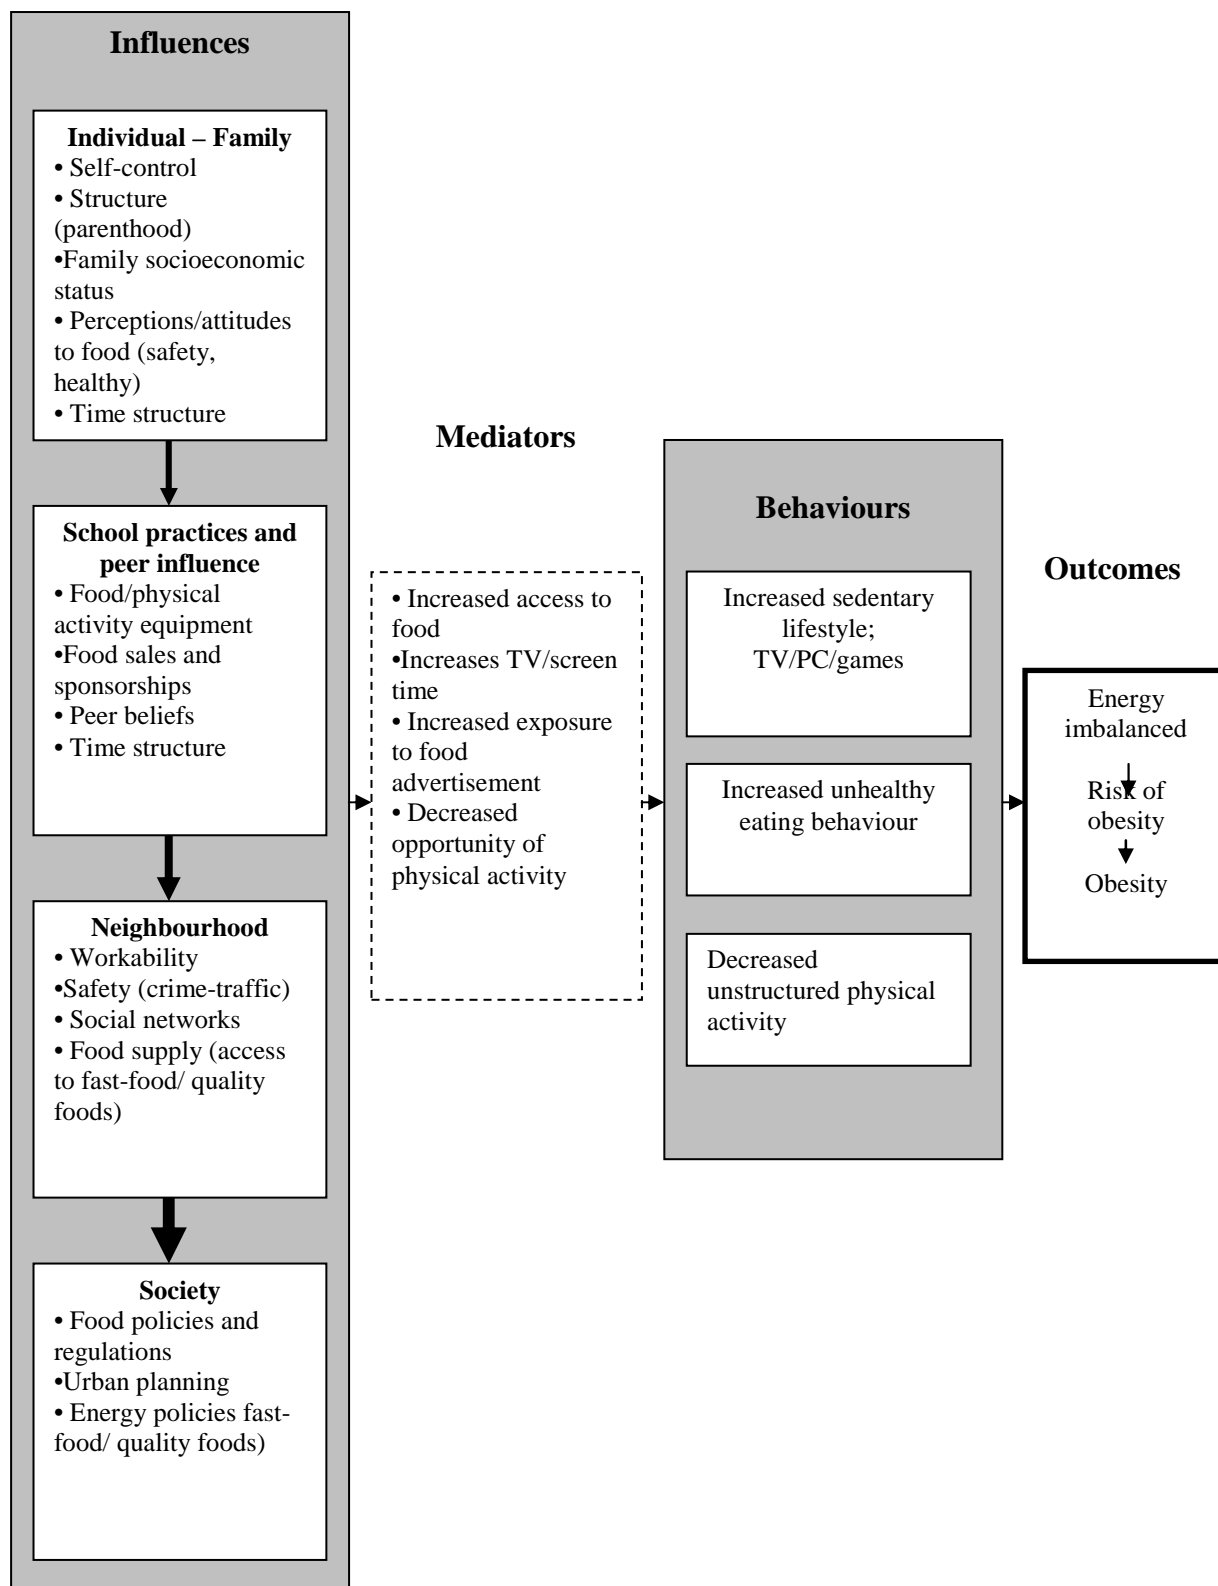 Influences
Individual – Family
• Self-control
• Structure
(parenthood)
•Family socioeconomic
status
• Perceptions/attitudes
to food (safety,
healthy)
• Time structure
School practices and
peer influence
• Food/physical
activity equipment
•Food sales and
sponsorships
• Peer beliefs
• Time structure
Neighbourhood
• Workability
•Safety (crime-traffic)
• Social networks
• Food supply (access
to fast-food/ quality
foods)
Society
• Food policies and
regulations
•Urban planning
• Energy policies fast-
food/ quality foods)
Mediators
• Increased access to
food
•Increases TV/screen
time
• Increased exposure
to food
advertisement
• Decreased
opportunity of
physical activity
Behaviours
Increased sedentary
lifestyle;
TV/PC/games
Increased unhealthy
eating behaviour
Decreased
unstructured physical
activity
Outcomes
Energy
imbalanced
Risk of
obesity
Obesity